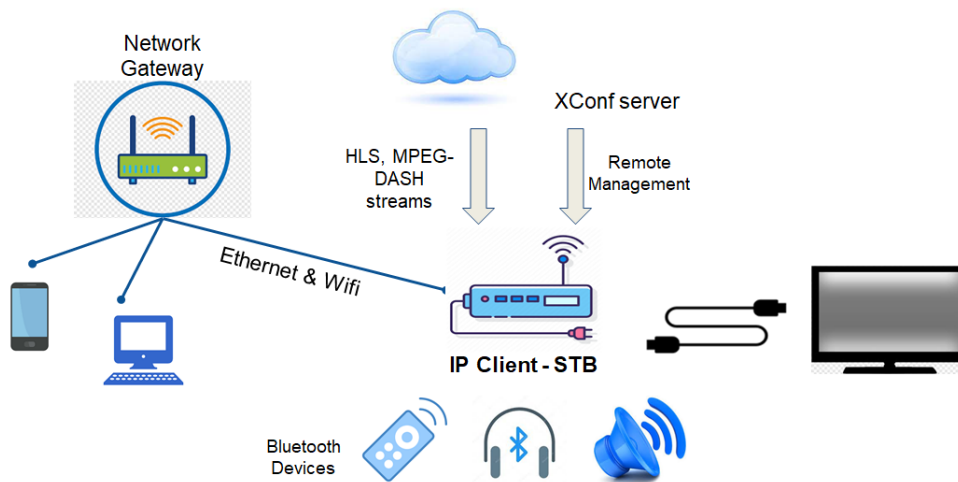 Network
Gateway
XConf server
HLS, MPEG-
DASH
streams
Remote
Management
Ethernet & Wifi
IP Client - STB
Bluetooth
Devices